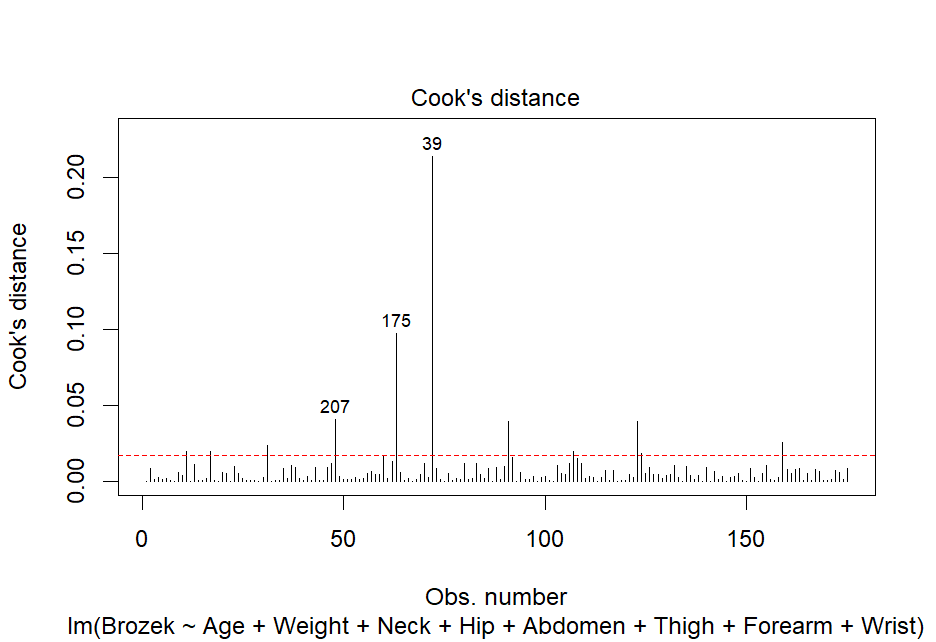 Cook's distance
39
175
207
Cook's distance
0.20
0.15
0.10
0.05
0.00
0 50 100 150
Obs. number
lm(Brozek ~ Age + Weight + Neck + Hip + Abdomen + Thigh + Forearm + Wrist)